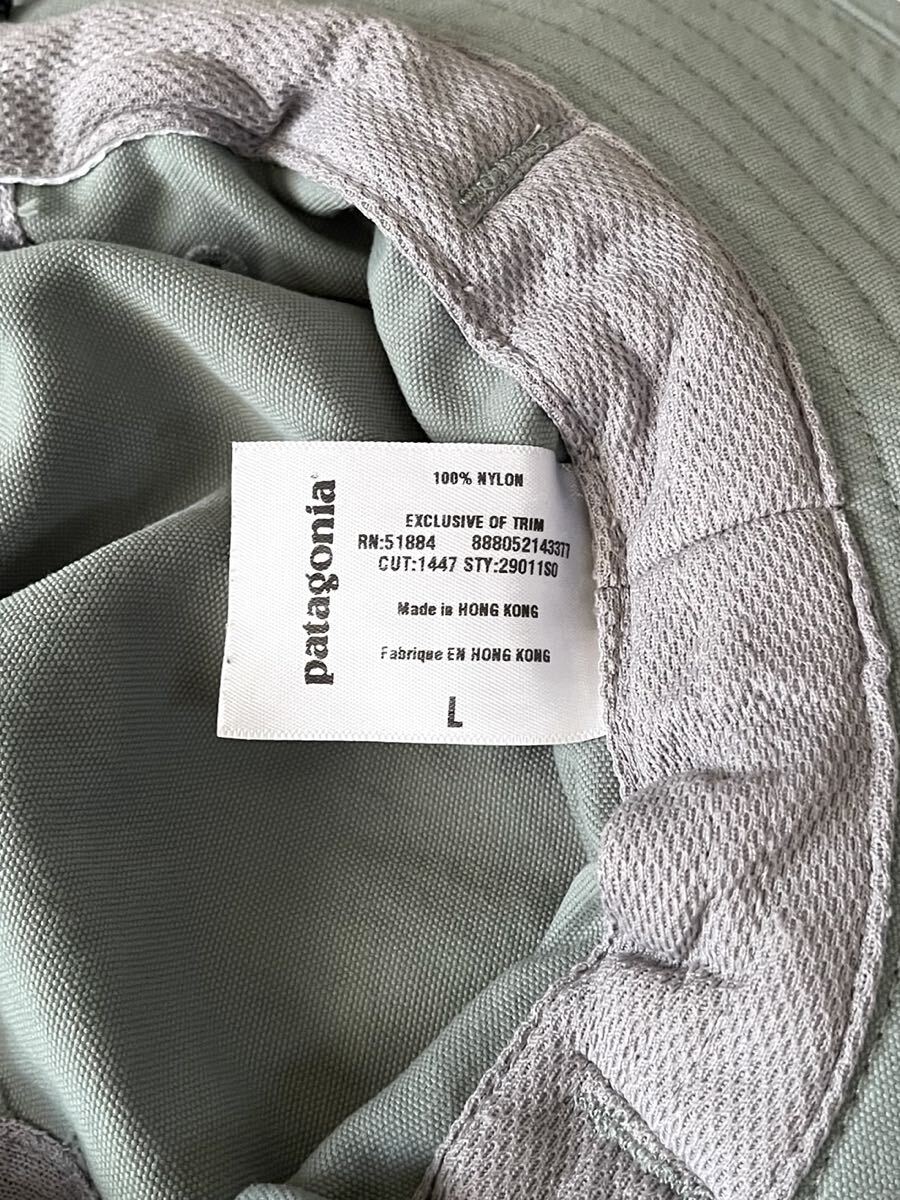 patagonia
100% NYLON
EXCLUSIVE OF TRIM
RN:51884 888052143377
CUT:1447 STY:29011S0
Made in HONG KONG
Fabrique EN HONG KONG
L